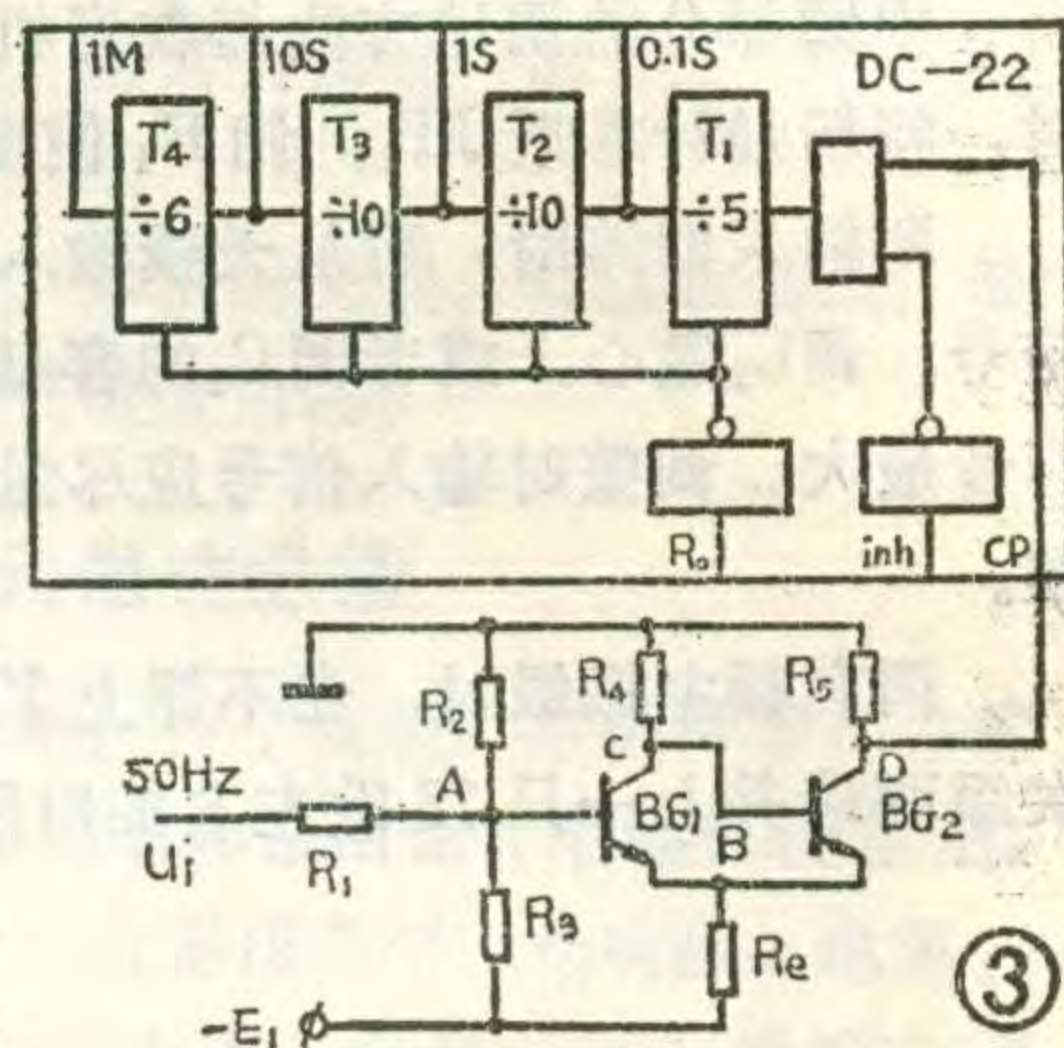 1M 10S 1S 0.1S DC—22
T4 T3 T2 T1
÷6 ÷10 ÷10 ÷5
R₀ inh CP
R2 R4 R5
C D
50Hz A BG1 B BG2
Ui R1
R3 Re
-E1
③